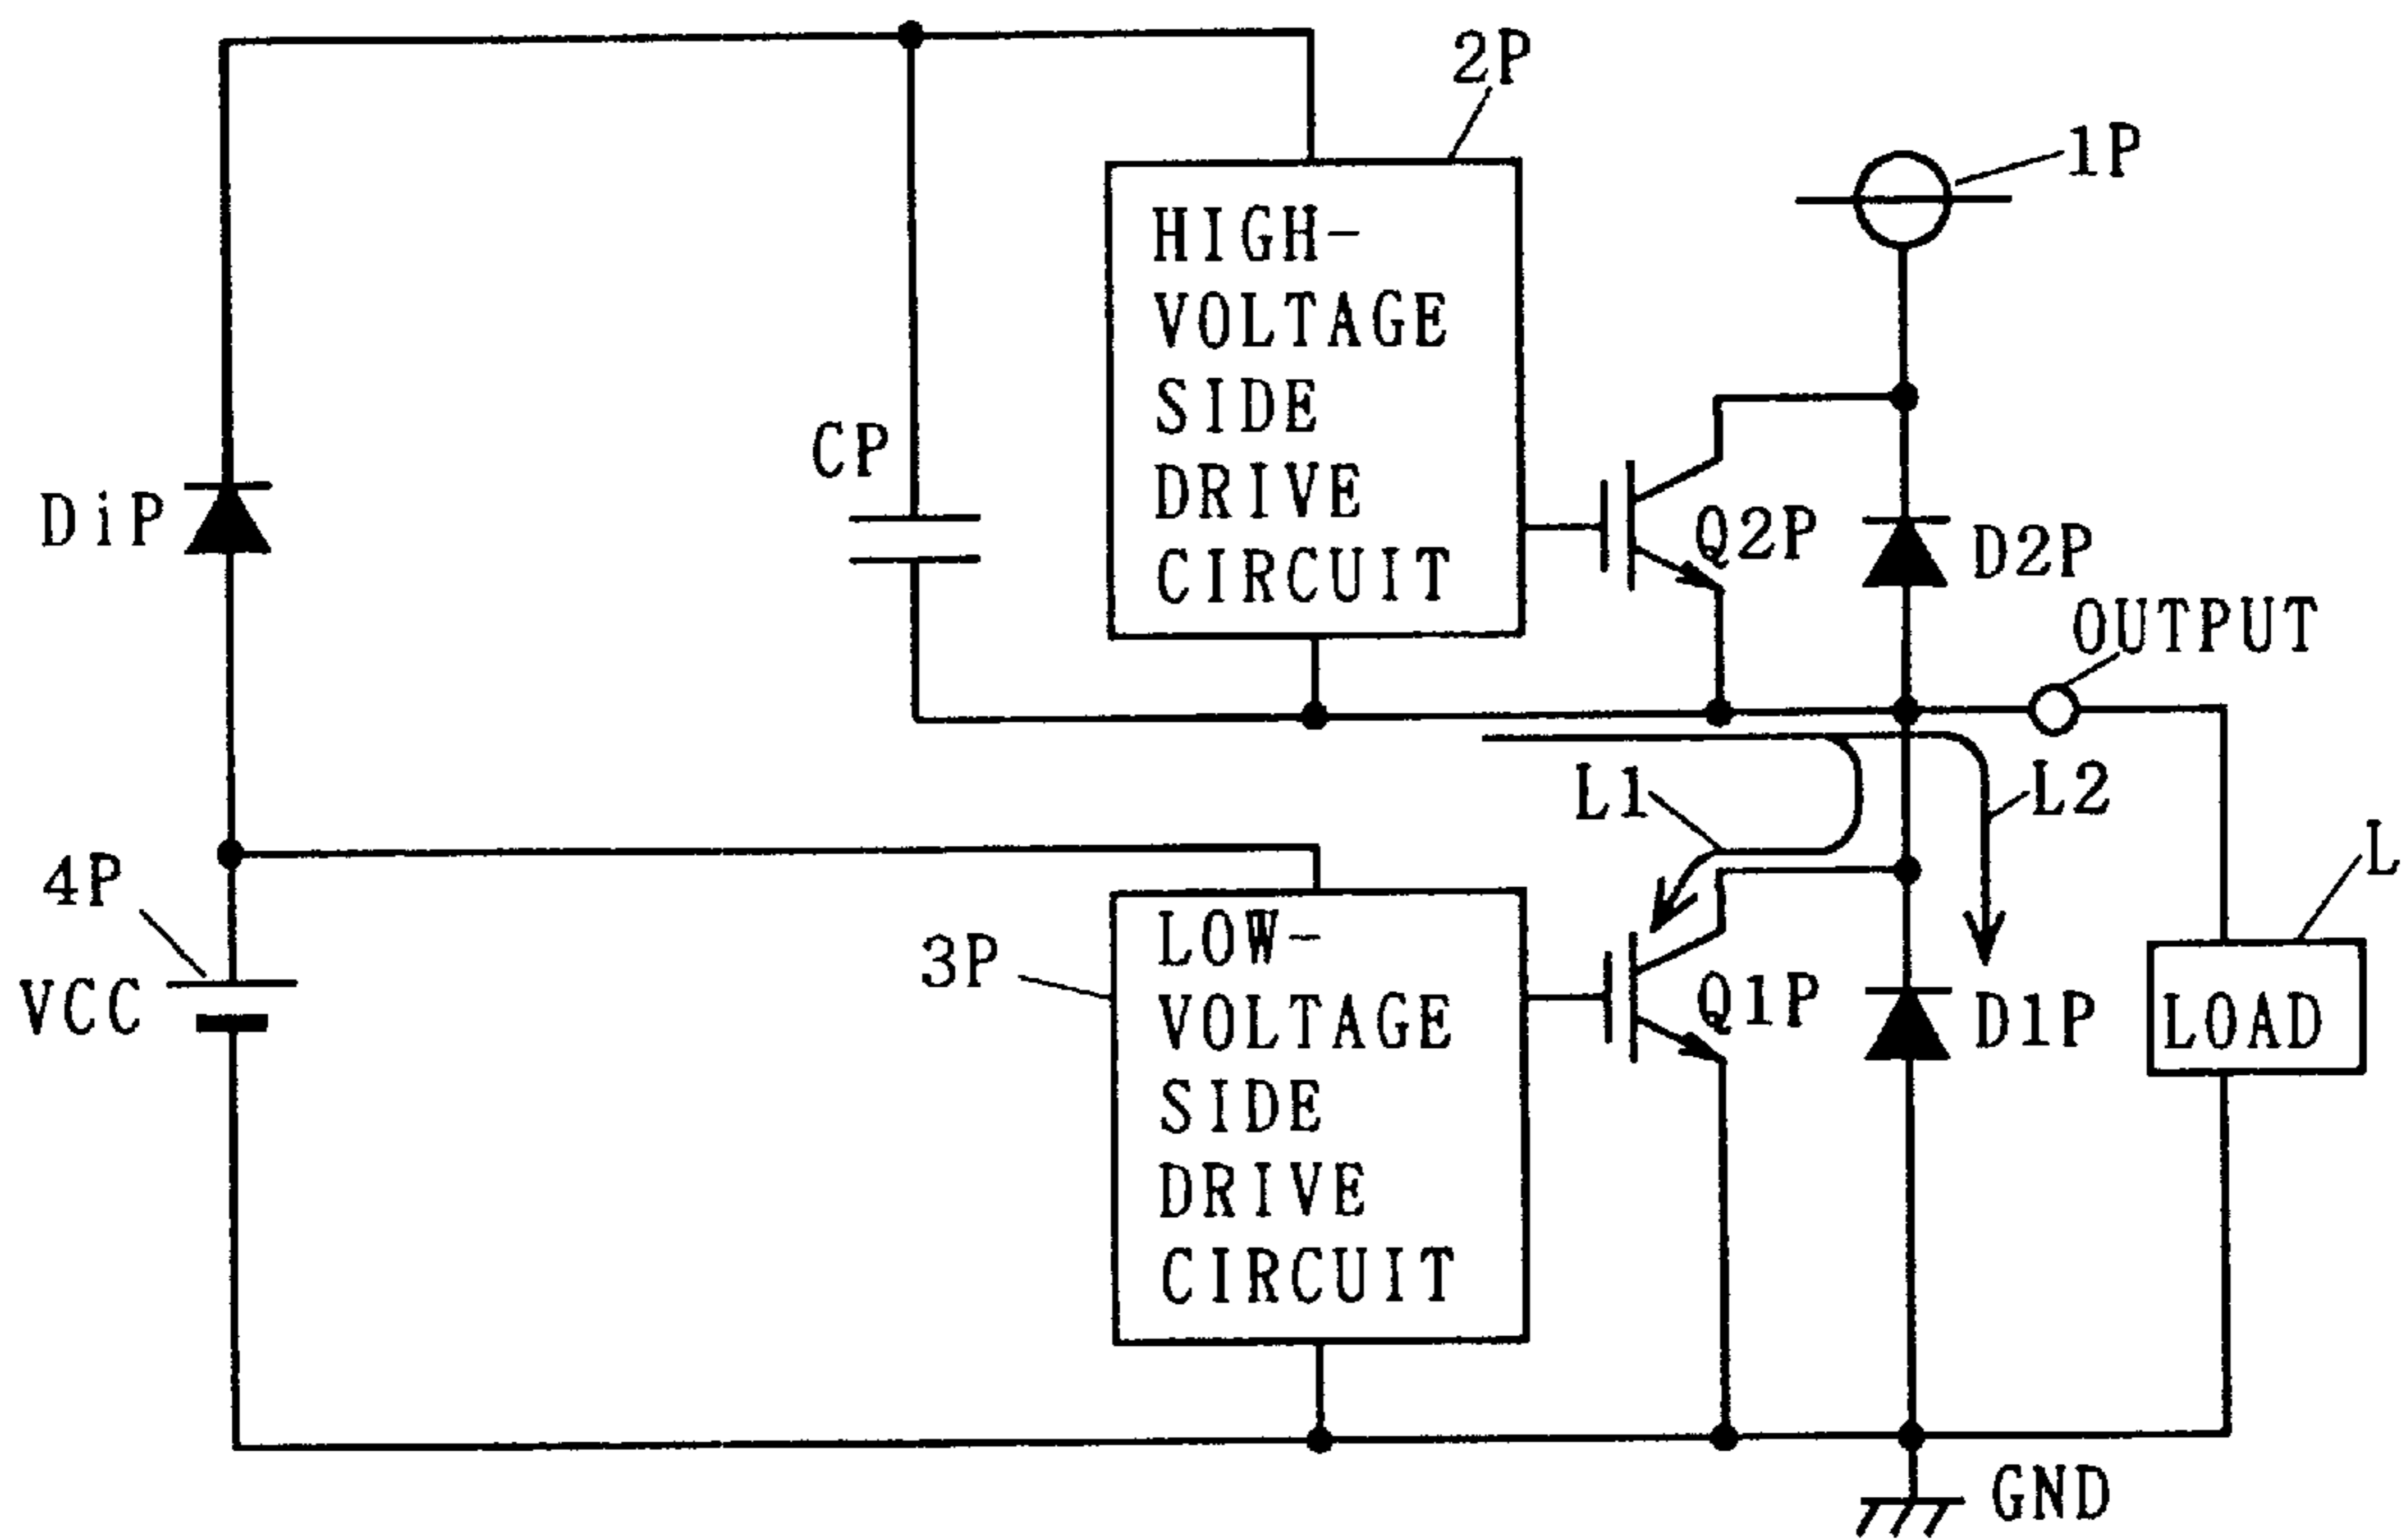 2P
1P
HIGH-
VOLTAGE
SIDE
DRIVE
CIRCUIT
CP
DiP
Q2P
D2P
OUTPUT
L1
L2
L
4P
VCC
3P
LOW-
VOLTAGE
SIDE
DRIVE
CIRCUIT
Q1P
D1P
LOAD
GND